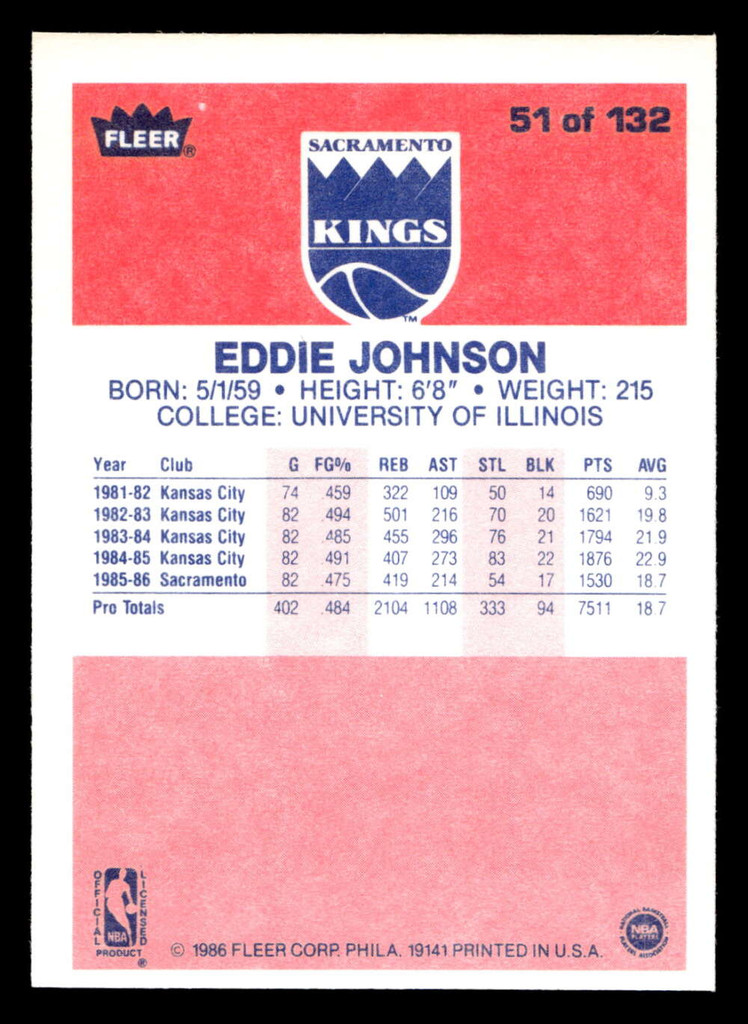 FLEER®
51 of 132
SACRAMENTO
KINGS
TM
EDDIE JOHNSON
BORN: 5/1/59 • HEIGHT: 6'8" • WEIGHT: 215
COLLEGE: UNIVERSITY OF ILLINOIS
Year Club G FG% REB AST STL BLK PTS AVG
1981-82 Kansas City 74 .459 322 109 50 14 690 9.3
1982-83 Kansas City 82 .494 501 216 70 20 1621 19.8
1983-84 Kansas City 82 .485 455 296 76 21 1794 21.9
1984-85 Kansas City 82 .491 407 273 83 22 1876 22.9
1985-86 Sacramento 82 .475 419 214 54 17 1530 18.7
Pro Totals 402 .484 2104 1108 333 94 7511 18.7
OFFICIAL LICENSED
NBA
PRODUCT ®
© 1986 FLEER CORP. PHILA. 19141 PRINTED IN U.S.A.
NATIONAL BASKETBALL
NBA
PLAYERS
PLAYERS ASSOCIATION